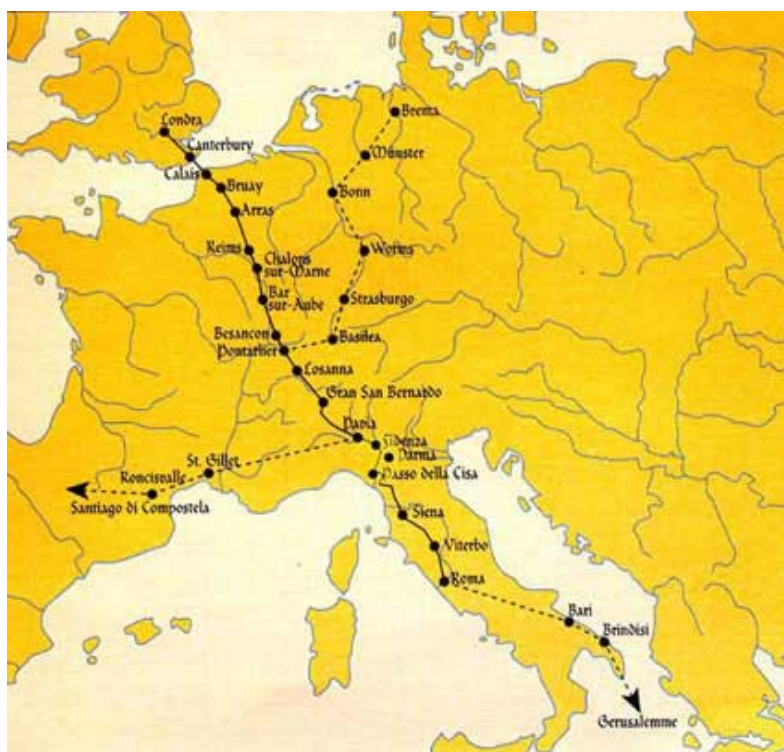 Londra
Brema
Canterbury
Münster
Calais
Bruay
Bonn
Arras
Reims
Worms
Chalons
sur-Marne
Bar
sur-Aube
Strasburgo
Besancon
Basilea
Pontarlier
Losanna
Gran San Bernardo
Pavia
Fidenza
Parma
St. Gilles
Passo della Cisa
Roncisvalle
Santiago di Compostela
Siena
Viterbo
Roma
Bari
Brindisi
Gerusalemme